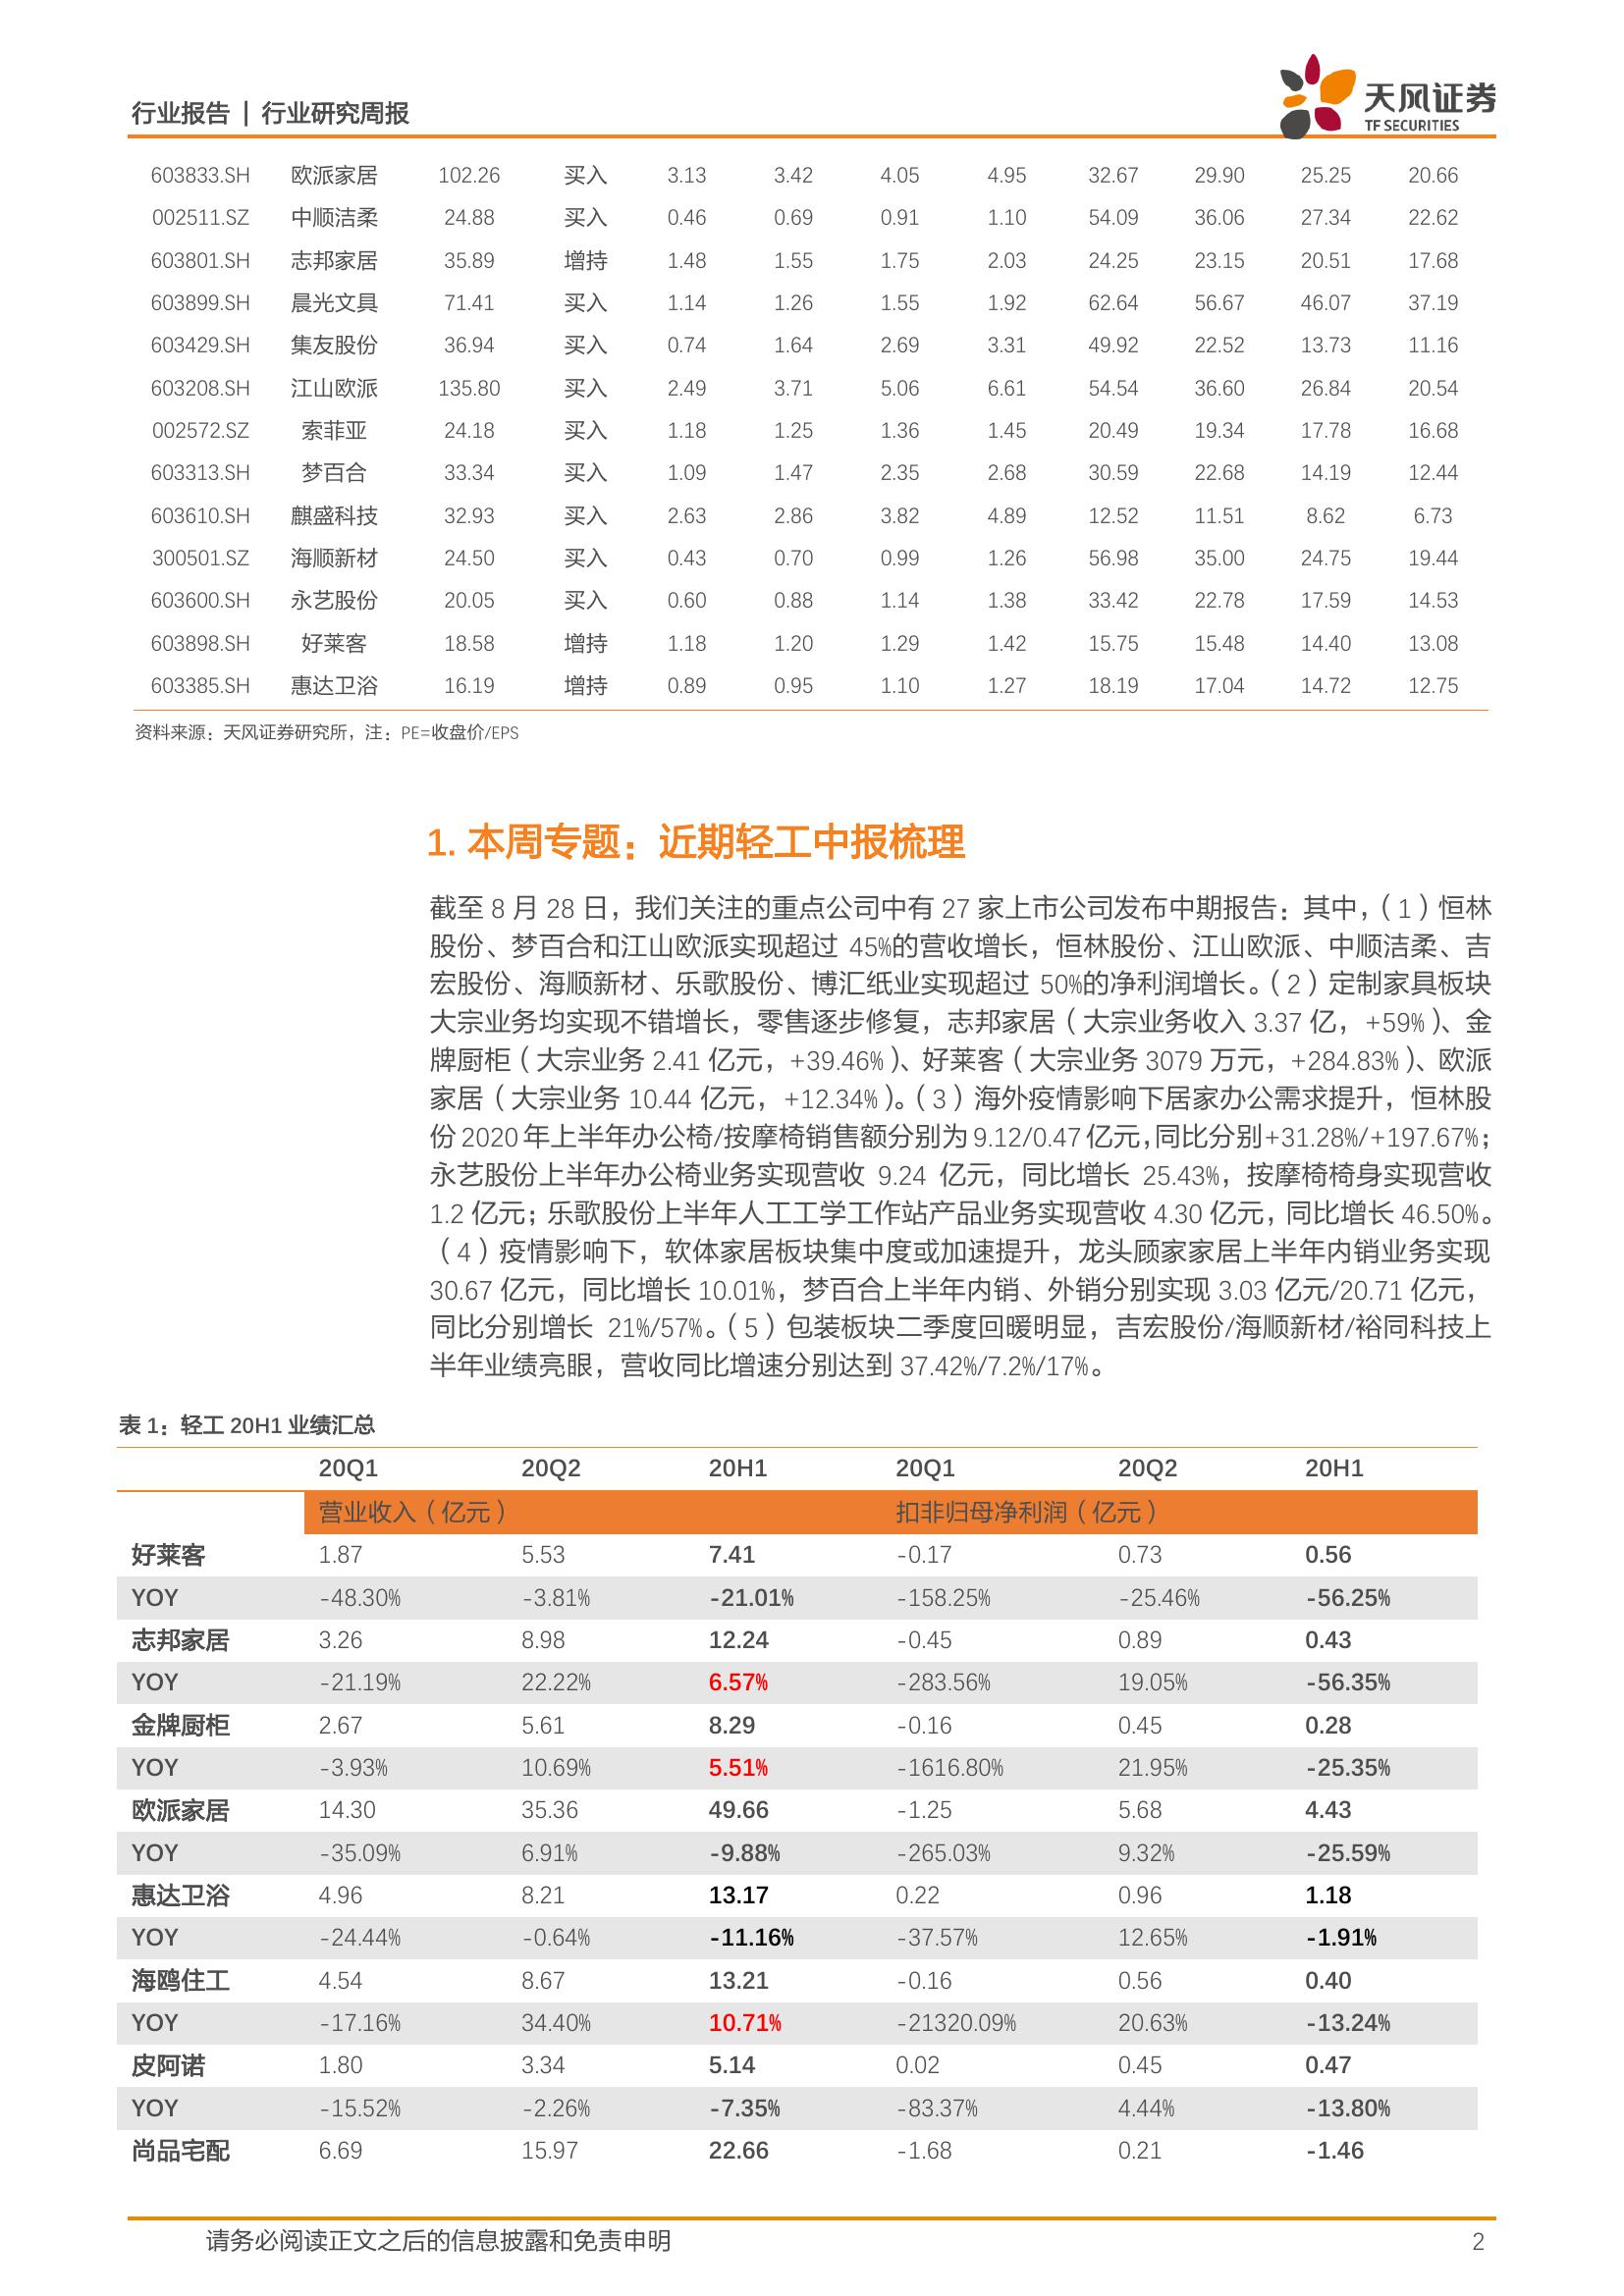 行业报告 | 行业研究周报
天风证券
TF SECURITIES
603833.SH 欧派家居 102.26 买入 3.13 3.42 4.05 4.95 32.67 29.90 25.25 20.66
002511.SZ 中顺洁柔 24.88 买入 0.46 0.69 0.91 1.10 54.09 36.06 27.34 22.62
603801.SH 志邦家居 35.89 增持 1.48 1.55 1.75 2.03 24.25 23.15 20.51 17.68
603899.SH 晨光文具 71.41 买入 1.14 1.26 1.55 1.92 62.64 56.67 46.07 37.19
603429.SH 集友股份 36.94 买入 0.74 1.64 2.69 3.31 49.92 22.52 13.73 11.16
603208.SH 江山欧派 135.80 买入 2.49 3.71 5.06 6.61 54.54 36.60 26.84 20.54
002572.SZ 索菲亚 24.18 买入 1.18 1.25 1.36 1.45 20.49 19.34 17.78 16.68
603313.SH 梦百合 33.34 买入 1.09 1.47 2.35 2.68 30.59 22.68 14.19 12.44
603610.SH 麒盛科技 32.93 买入 2.63 2.86 3.82 4.89 12.52 11.51 8.62 6.73
300501.SZ 海顺新材 24.50 买入 0.43 0.70 0.99 1.26 56.98 35.00 24.75 19.44
603600.SH 永艺股份 20.05 买入 0.60 0.88 1.14 1.38 33.42 22.78 17.59 14.53
603898.SH 好莱客 18.58 增持 1.18 1.20 1.29 1.42 15.75 15.48 14.40 13.08
603385.SH 惠达卫浴 16.19 增持 0.89 0.95 1.10 1.27 18.19 17.04 14.72 12.75
资料来源：天风证券研究所，注：PE=收盘价/EPS
1. 本周专题：近期轻工中报梳理
截至 8 月 28 日，我们关注的重点公司中有 27 家上市公司发布中期报告：其中，（1）恒林
股份、梦百合和江山欧派实现超过 45%的营收增长，恒林股份、江山欧派、中顺洁柔、吉
宏股份、海顺新材、乐歌股份、博汇纸业实现超过 50%的净利润增长。（2）定制家具板块
大宗业务均实现不错增长，零售逐步修复，志邦家居（大宗业务收入 3.37 亿，+59%）、金
牌厨柜（大宗业务 2.41 亿元，+39.46%）、好莱客（大宗业务 3079 万元，+284.83%）、欧派
家居（大宗业务 10.44 亿元，+12.34%）。（3）海外疫情影响下居家办公需求提升，恒林股
份 2020 年上半年办公椅/按摩椅销售额分别为 9.12/0.47 亿元，同比分别+31.28%/+197.67%；
永艺股份上半年办公椅业务实现营收 9.24 亿元，同比增长 25.43%，按摩椅椅身实现营收
1.2 亿元；乐歌股份上半年人工工学工作站产品业务实现营收 4.30 亿元，同比增长 46.50%。
（4）疫情影响下，软体家居板块集中度或加速提升，龙头顾家家居上半年内销业务实现
30.67 亿元，同比增长 10.01%，梦百合上半年内销、外销分别实现 3.03 亿元/20.71 亿元，
同比分别增长 21%/57%。（5）包装板块二季度回暖明显，吉宏股份/海顺新材/裕同科技上
半年业绩亮眼，营收同比增速分别达到 37.42%/7.2%/17%。
表 1：轻工 20H1 业绩汇总
20Q1 20Q2 20H1 20Q1 20Q2 20H1
营业收入（亿元） 扣非归母净利润（亿元）
好莱客 1.87 5.53 7.41 -0.17 0.73 0.56
YOY -48.30% -3.81% -21.01% -158.25% -25.46% -56.25%
志邦家居 3.26 8.98 12.24 -0.45 0.89 0.43
YOY -21.19% 22.22% 6.57% -283.56% 19.05% -56.35%
金牌厨柜 2.67 5.61 8.29 -0.16 0.45 0.28
YOY -3.93% 10.69% 5.51% -1616.80% 21.95% -25.35%
欧派家居 14.30 35.36 49.66 -1.25 5.68 4.43
YOY -35.09% 6.91% -9.88% -265.03% 9.32% -25.59%
惠达卫浴 4.96 8.21 13.17 0.22 0.96 1.18
YOY -24.44% -0.64% -11.16% -37.57% 12.65% -1.91%
海鸥住工 4.54 8.67 13.21 -0.16 0.56 0.40
YOY -17.16% 34.40% 10.71% -21320.09% 20.63% -13.24%
皮阿诺 1.80 3.34 5.14 0.02 0.45 0.47
YOY -15.52% -2.26% -7.35% -83.37% 4.44% -13.80%
尚品宅配 6.69 15.97 22.66 -1.68 0.21 -1.46
请务必阅读正文之后的信息披露和免责申明 2